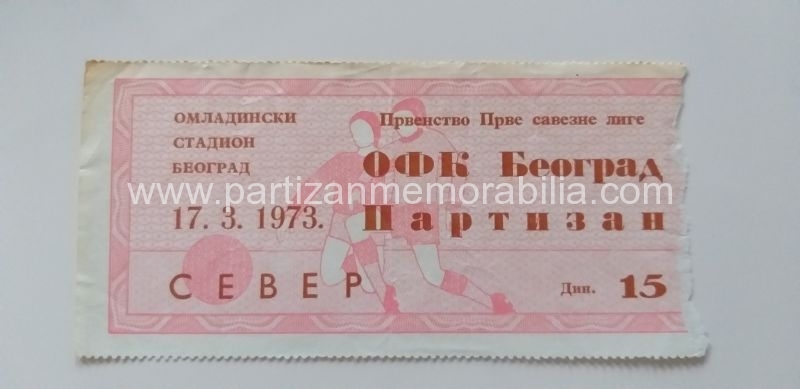 ОМЛАДИНСКИ
СТАДИОН
БЕОГРАД
17. 3. 1973.
СЕВЕР
Првенство Прве савезне лиге
ОФК Београд
Партизан
Дин. 15
www.partizanmemorabilia.com